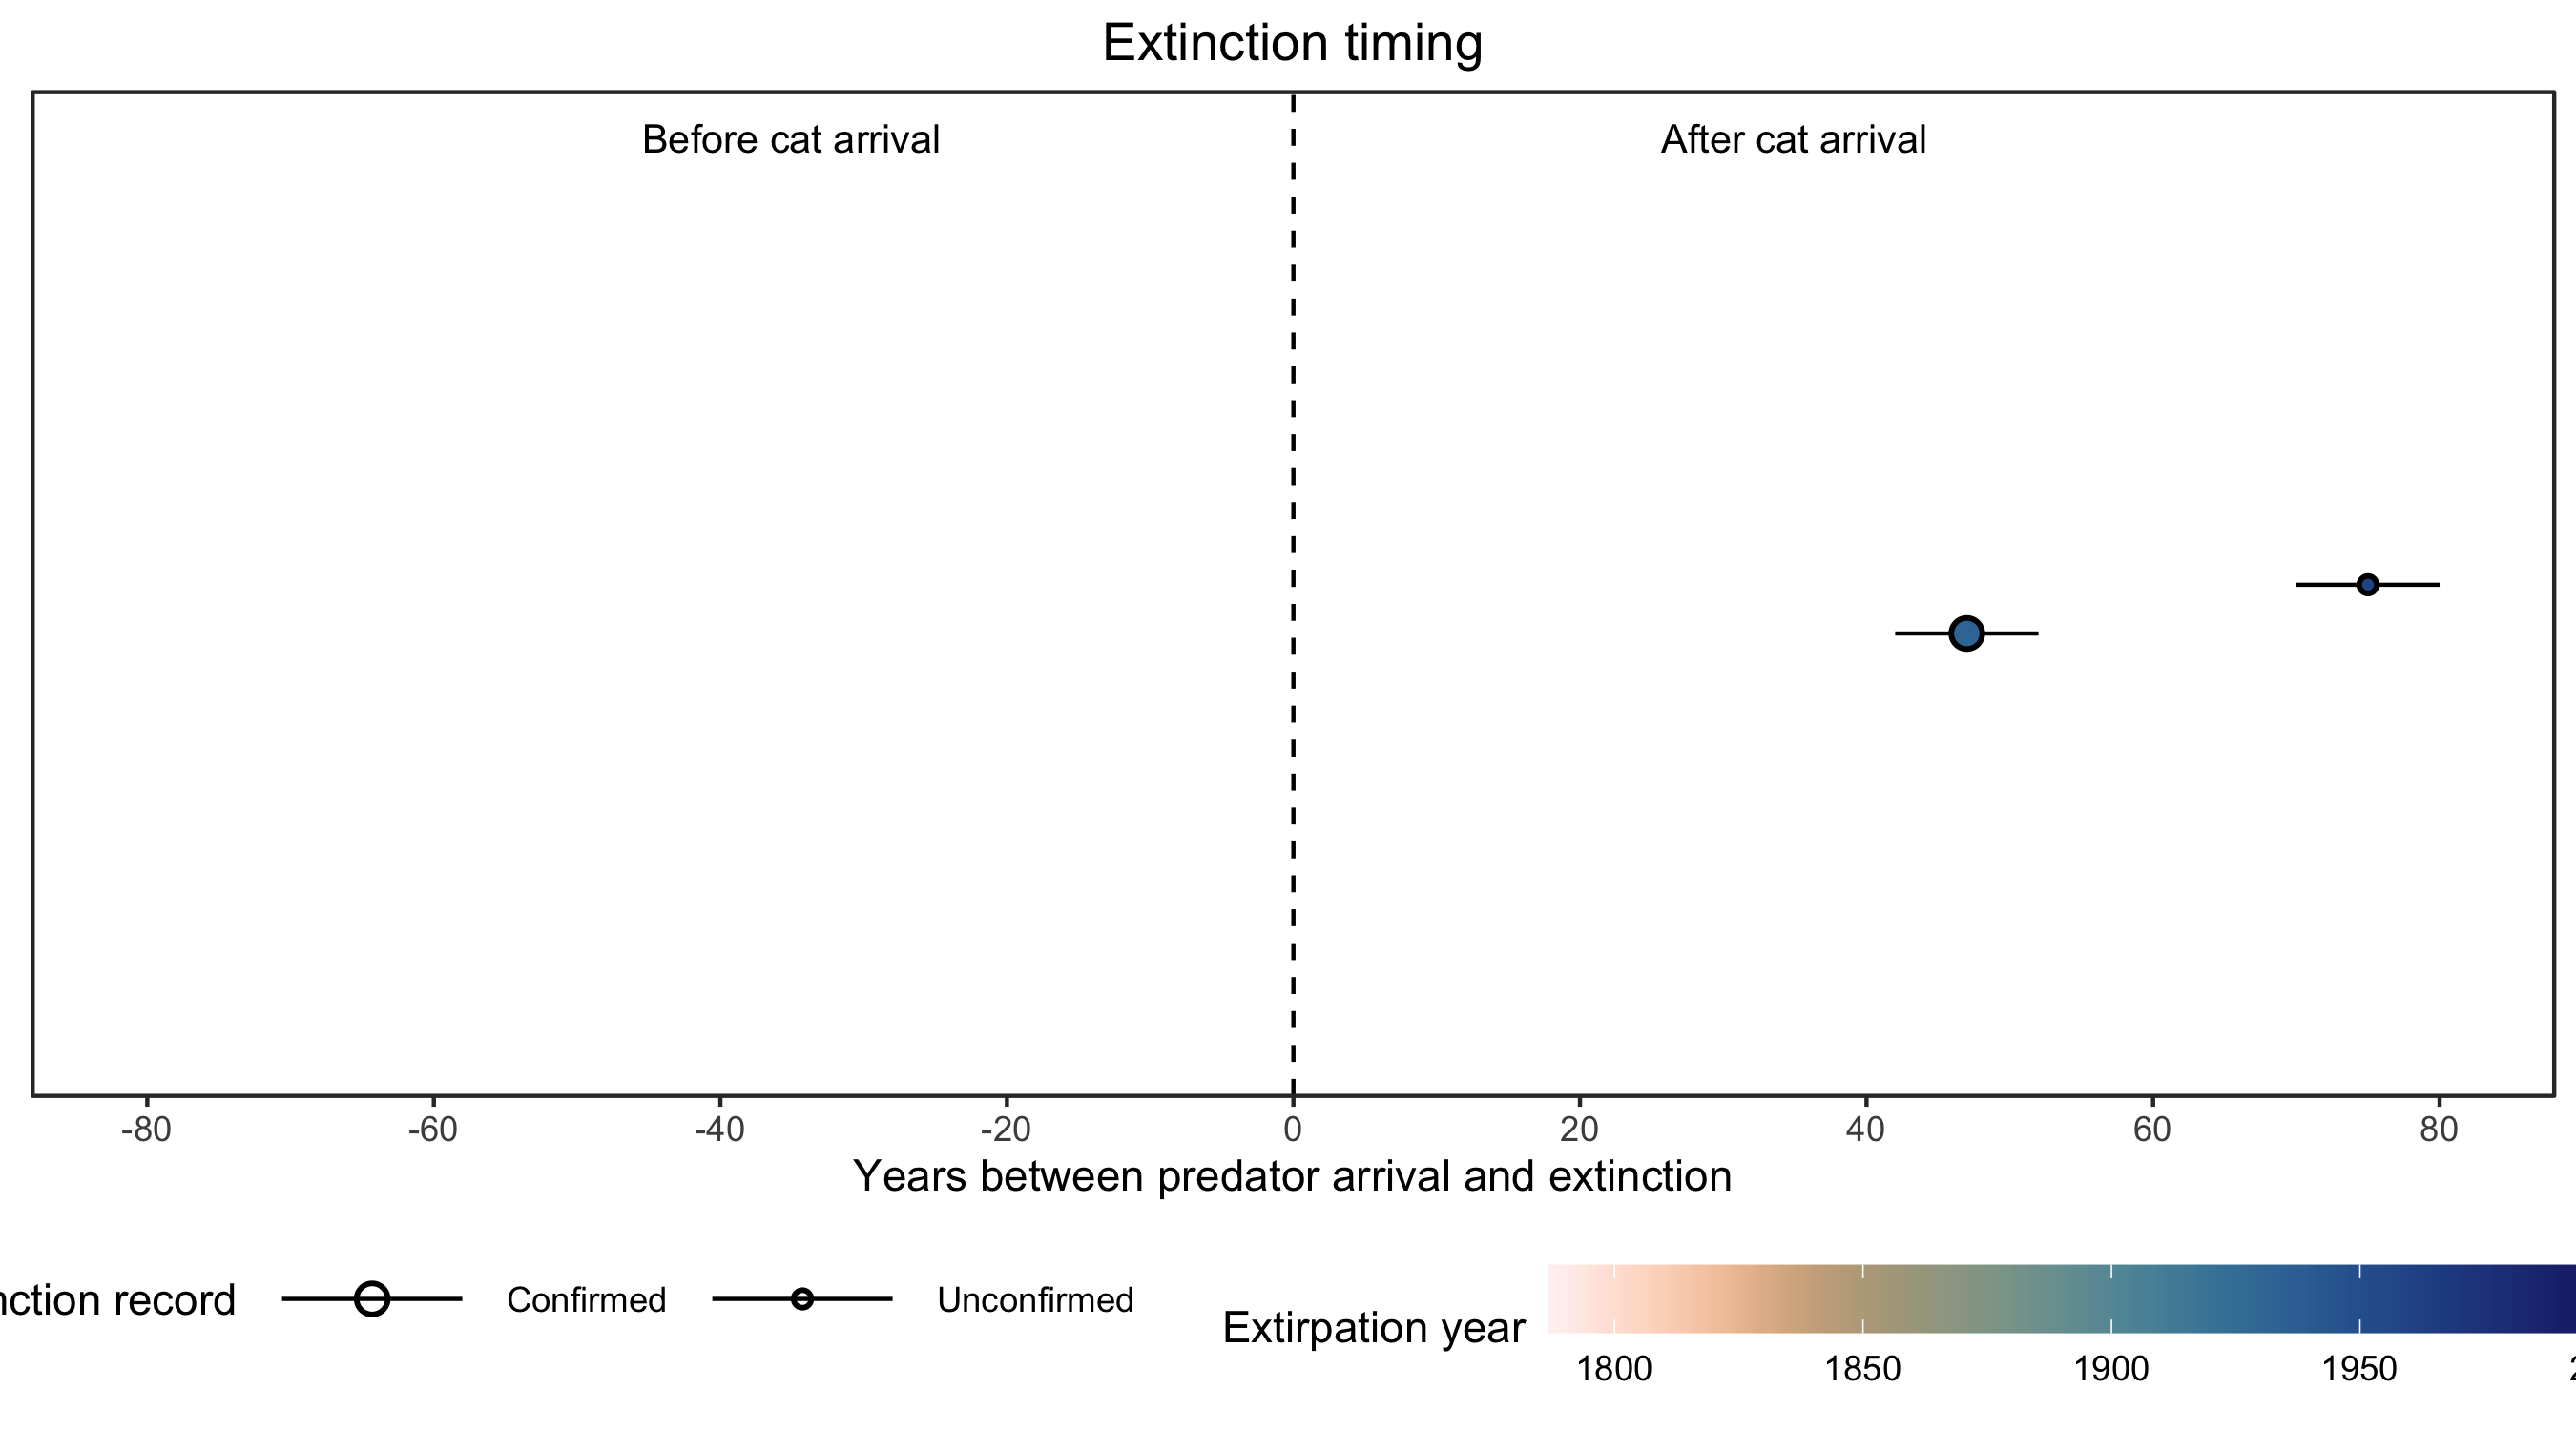 Extinction timing
Before cat arrival After cat arrival
-80 -60 -40 -20 0 20 40 60 80
Years between predator arrival and extinction
nction record Confirmed Unconfirmed
Extirpation year
1800 1850 1900 1950